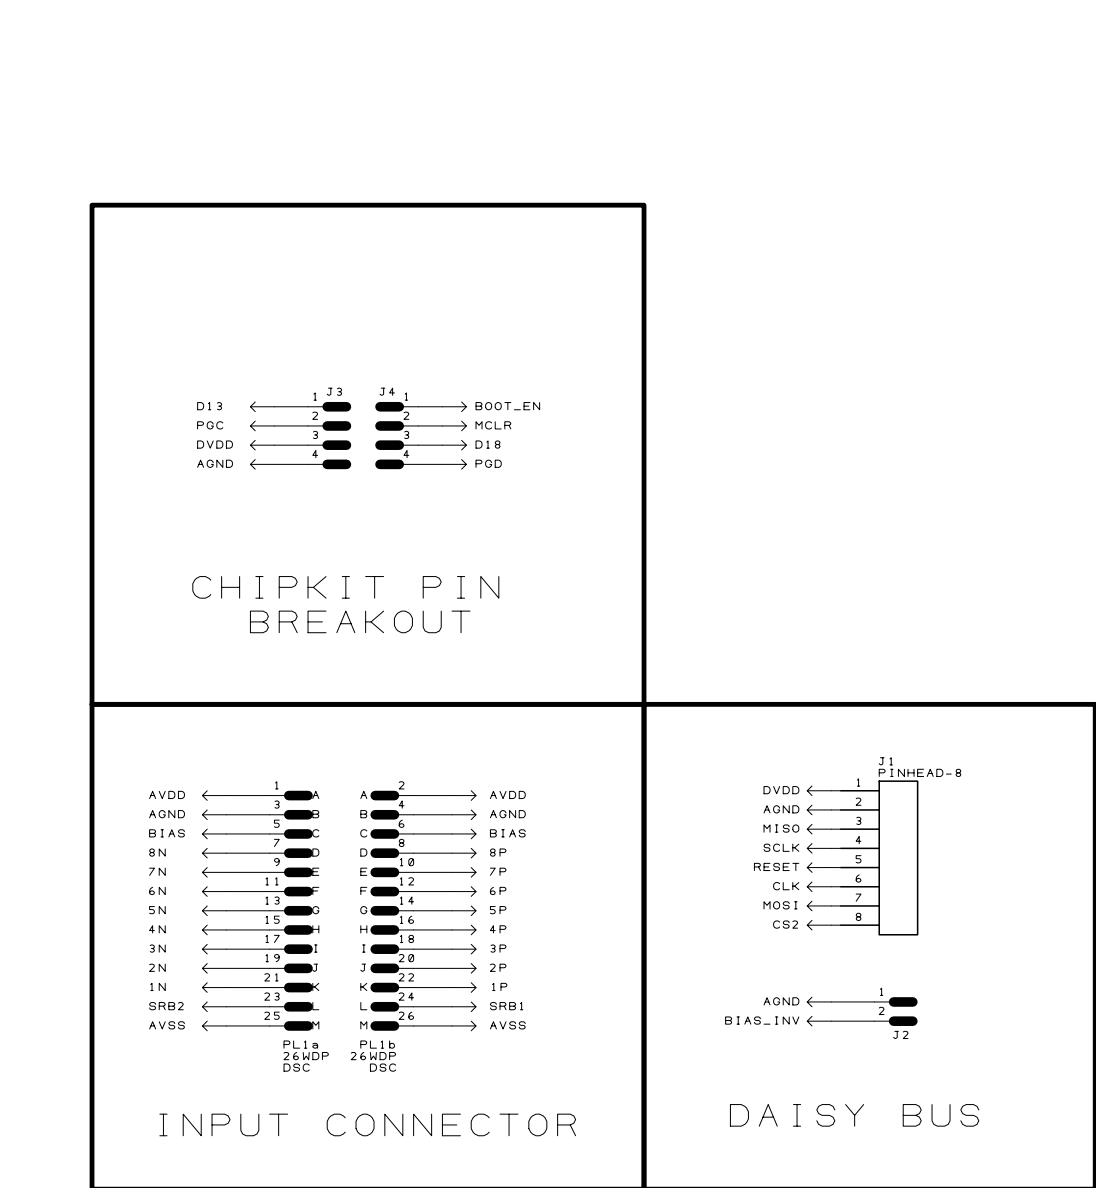 J3 J4
D13 1 1 BOOT_EN
PGC 2 2 MCLR
DVDD 3 3 D18
AGND 4 4 PGD
CHIPKIT PIN
BREAKOUT
AVDD 1 A A 2 AVDD
AGND 3 B B 4 AGND
BIAS 5 C C 6 BIAS
8N 7 D D 8 8P
7N 9 E E 10 7P
6N 11 F F 12 6P
5N 13 G G 14 5P
4N 15 H H 16 4P
3N 17 I I 18 3P
2N 19 J J 20 2P
1N 21 K K 22 1P
SRB2 23 L L 24 SRB1
AVSS 25 M M 26 AVSS
PL1a PL1b
26WDP 26WDP
DSC DSC
INPUT CONNECTOR
J1
PINHEAD-8
DVDD 1
AGND 2
MISO 3
SCLK 4
RESET 5
CLK 6
MOSI 7
CS2 8
AGND 1
BIAS_INV 2
J2
DAISY BUS